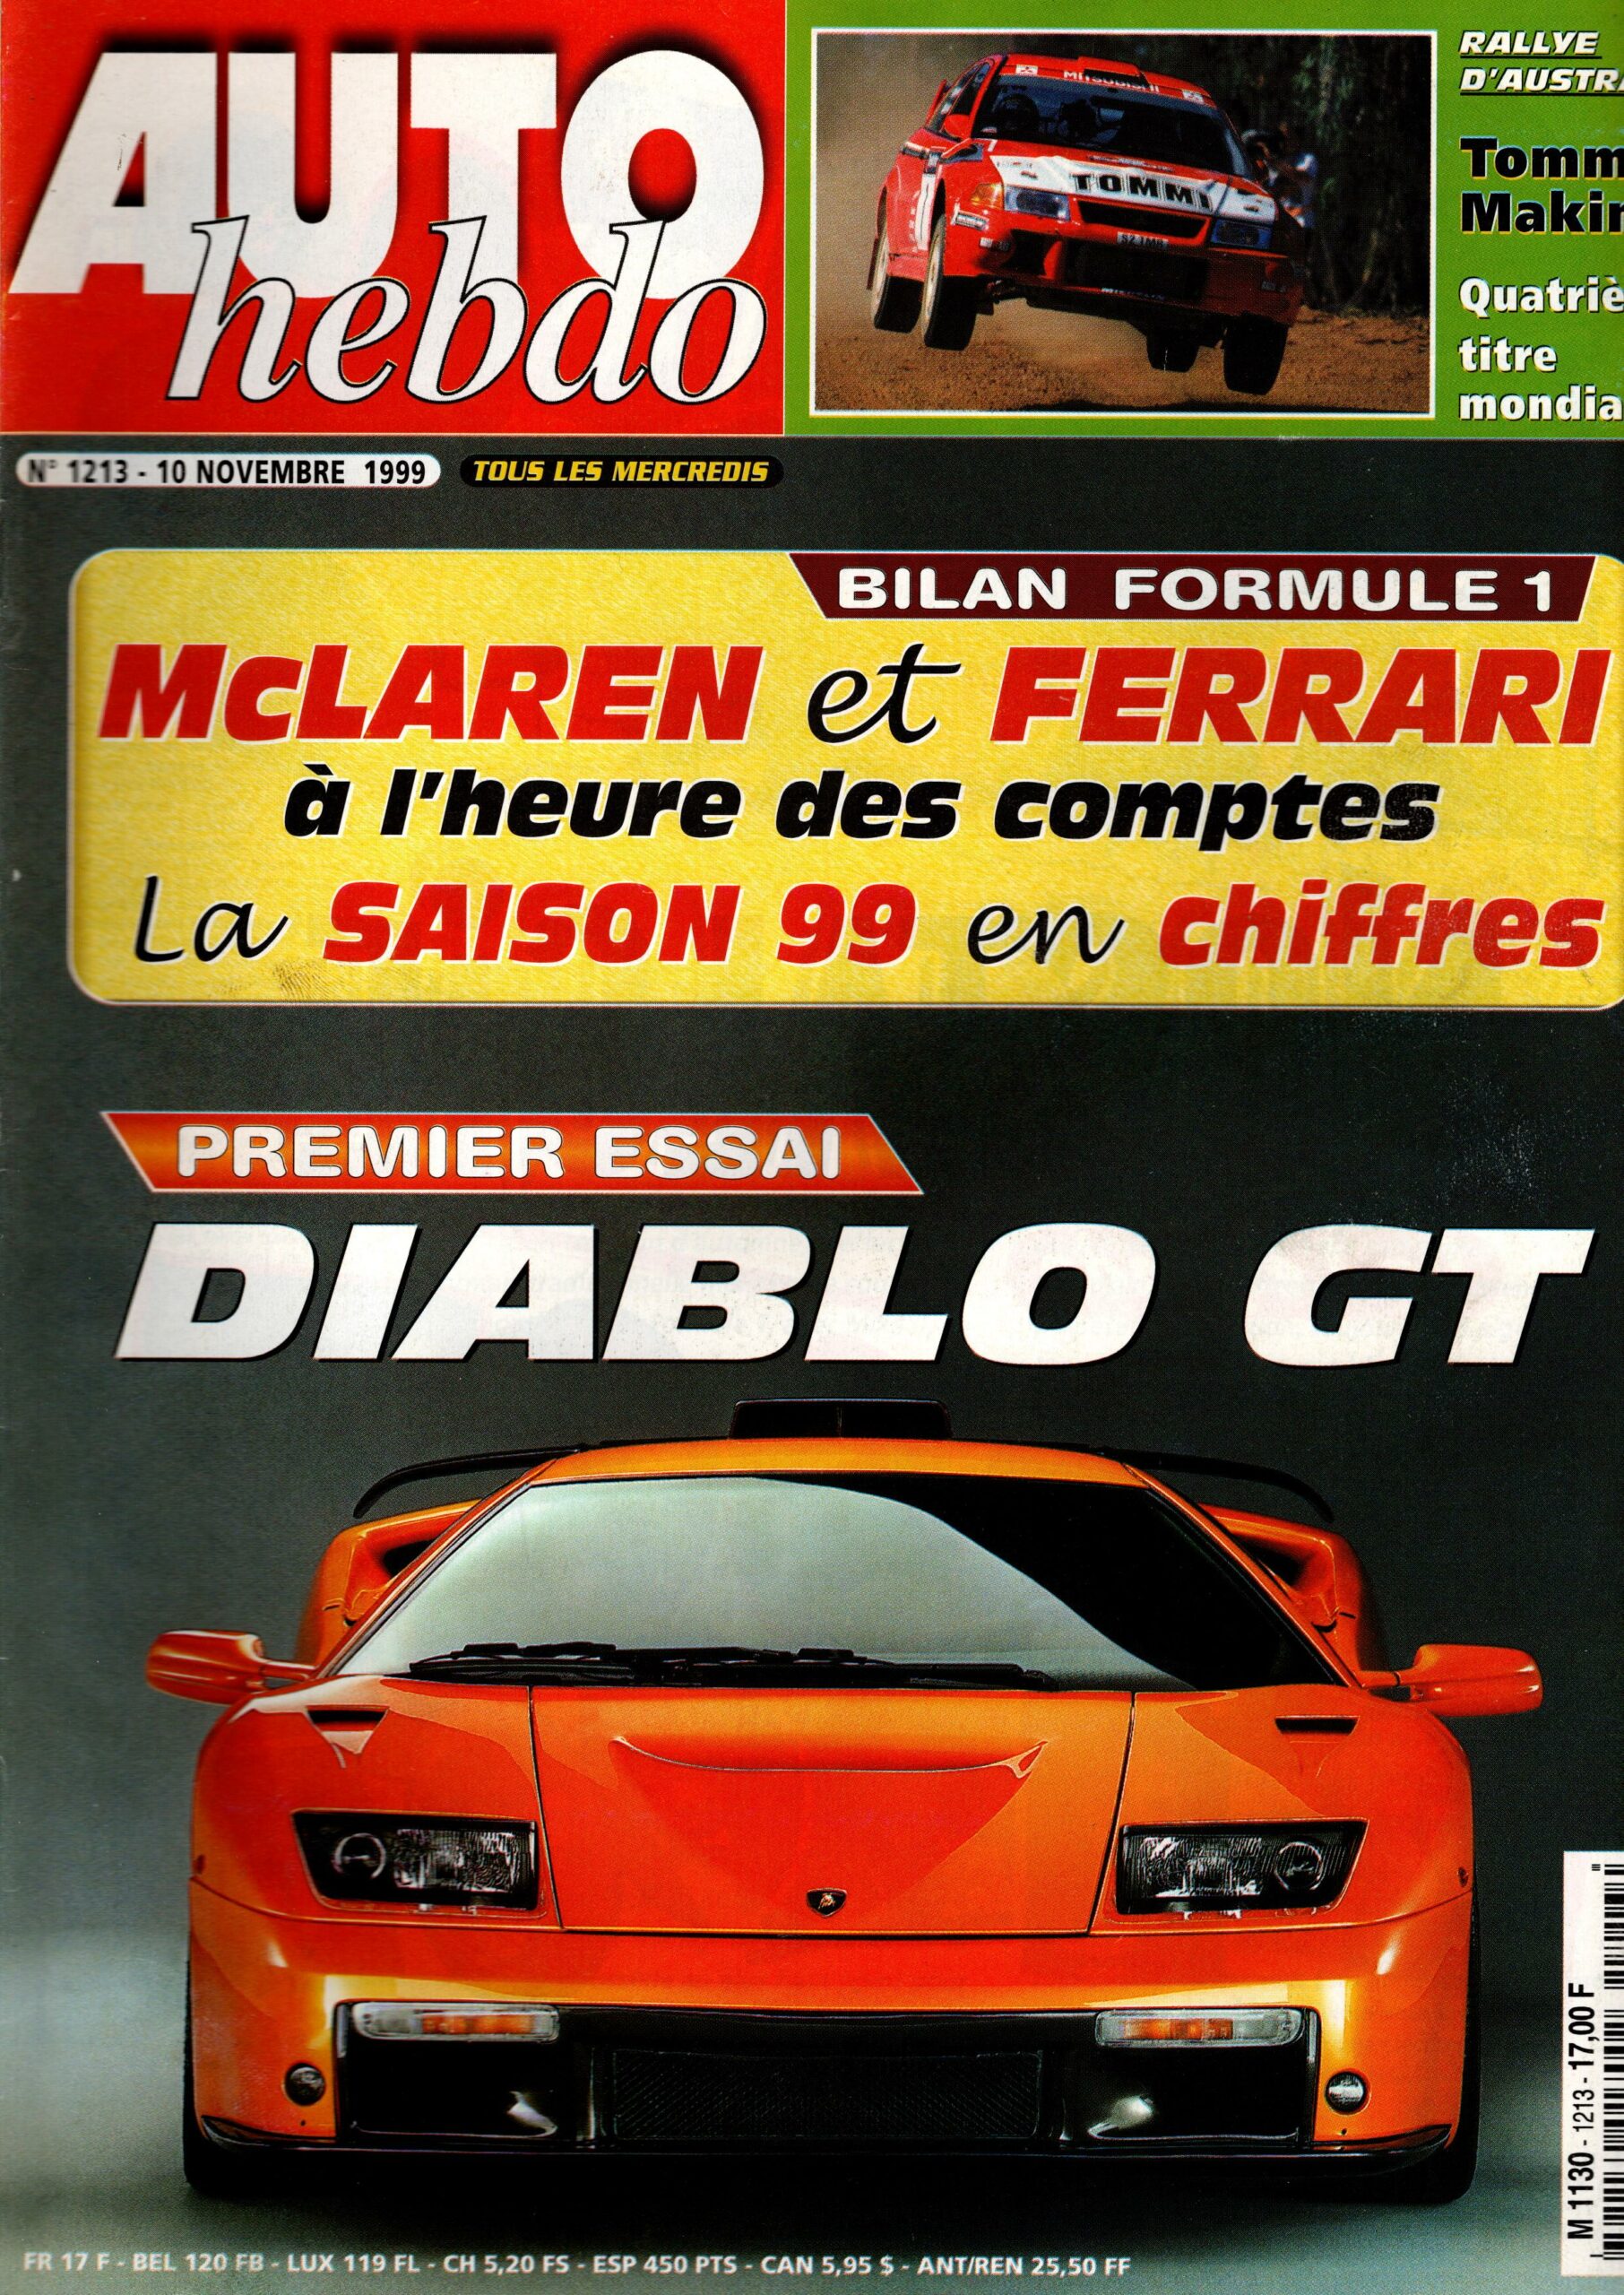 AUTO
hebdo
RALLYE
D'AUSTRA
Tomm
Makin
Quatriè
titre
mondia
MITSUBISHI
TOMMI
N° 1213 - 10 NOVEMBRE 1999
TOUS LES MERCREDIS
BILAN FORMULE 1
McLAREN et FERRARI
à l'heure des comptes
La SAISON 99 en chiffres
PREMIER ESSAI
DIABLO GT
M 1130 - 1213 - 17,00 F
FR 17 F - BEL 120 FB - LUX 119 FL - CH 5,20 FS - ESP 450 PTS - CAN 5,95 $ - ANT/REN 25,50 FF